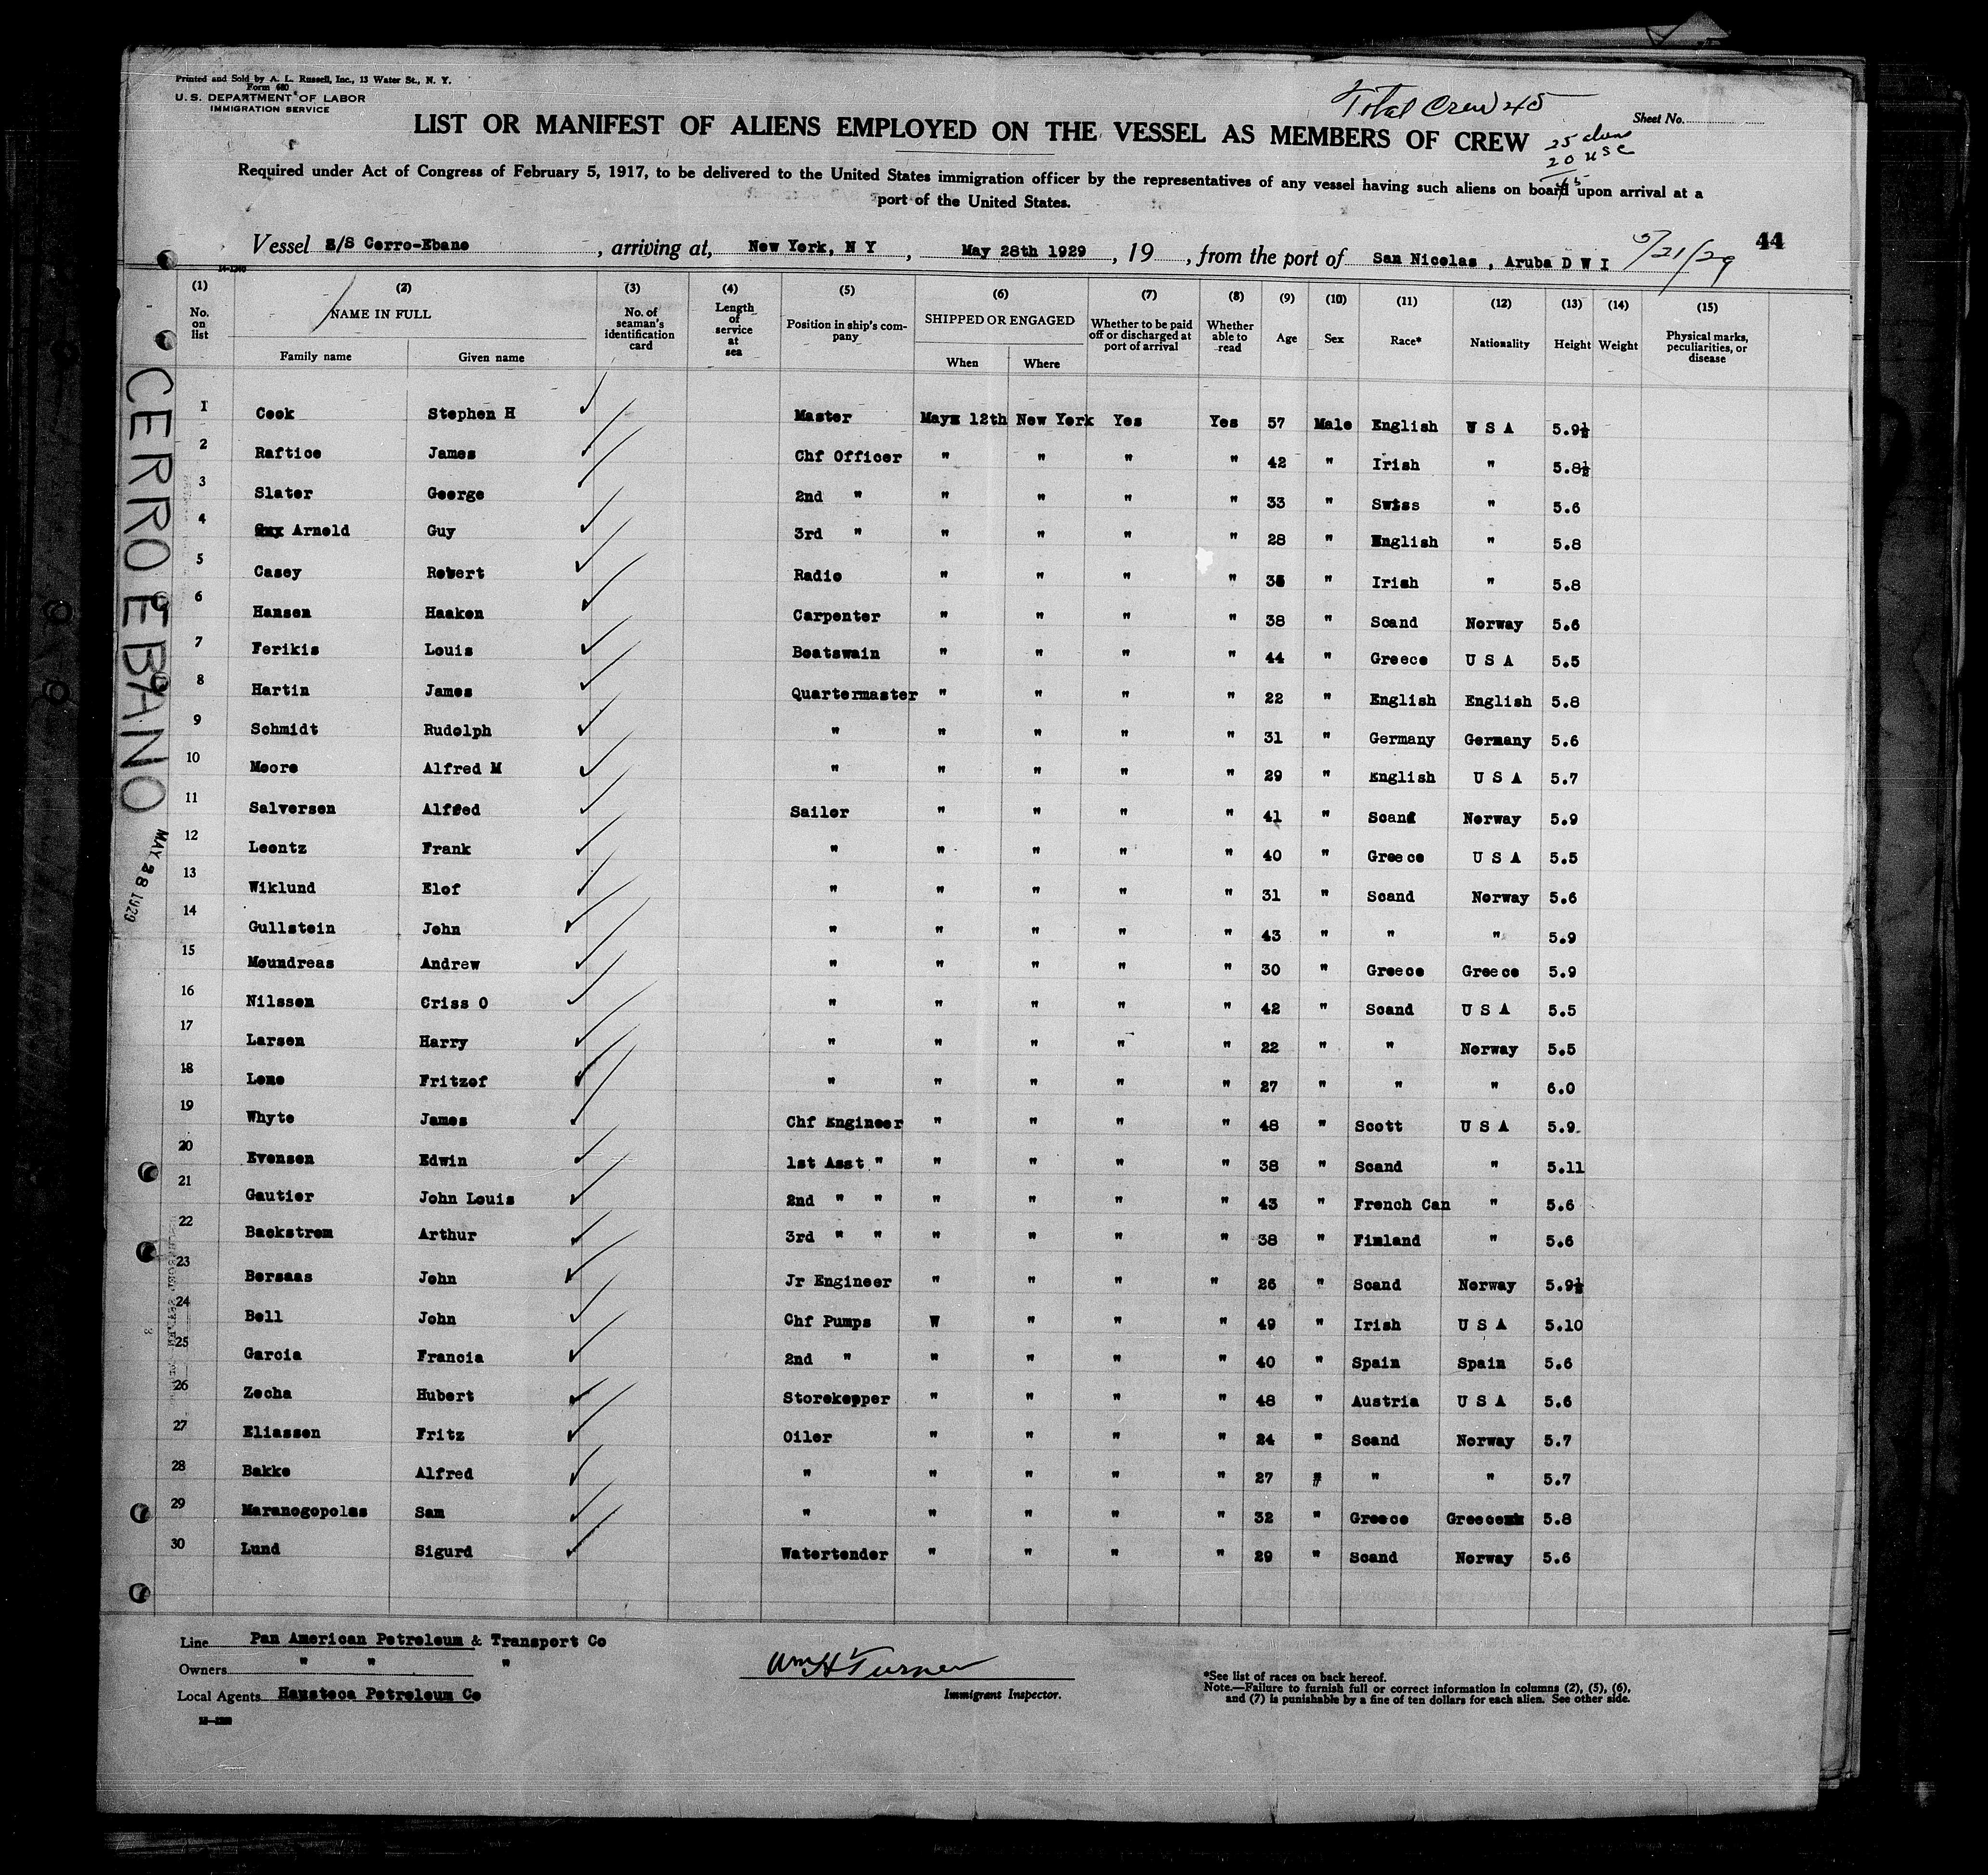 Printed and Sold by A. L. Russell, Inc., 13 Water St., N. Y.
Form 680
U. S. DEPARTMENT OF LABOR
IMMIGRATION SERVICE
Total Crew 45
Sheet No.
LIST OR MANIFEST OF ALIENS EMPLOYED ON THE VESSEL AS MEMBERS OF CREW
25 aliens
20 USC
45
Required under Act of Congress of February 5, 1917, to be delivered to the United States immigration officer by the representatives of any vessel having such aliens on board upon arrival at a
port of the United States.
Vessel S/S Cerro-Ebano , arriving at, New York, N Y , May 28th 1929 , 19 , from the port of San Nicolas , Aruba D W I 5/21/29 44
14-1240
(1) (2) (3) (4) (5) (6) (7) (8) (9) (10) (11) (12) (13) (14) (15)
No. on list NAME IN FULL Family name Given name No. of seaman's identification card Length of service at sea Position in ship's company SHIPPED OR ENGAGED When Where Whether to be paid off or discharged at port of arrival Whether able to read Age Sex Race* Nationality Height Weight Physical marks, peculiarities, or disease
1 Cook Stephen H Master May 12th New York Yes Yes 57 Male English U S A 5.9½
2 Raftice James Chf Officer " " " " 42 " Irish " 5.8½
3 Slater George 2nd " " " " " 33 " Swiss " 5.6
4 Arnold Guy 3rd " " " " " 28 " English " 5.8
5 Casey Robert Radio " " " " " Irish " 5.8
6 Hansen Haakon Carpenter " " " " 38 " Scand Norway 5.6
7 Ferikis Louis Boatswain " " " " 44 " Greece U S A 5.5
8 Hartin James Quartermaster " " " " 22 " English English 5.8
9 Schmidt Rudolph " " " " " 31 " Germany Germany 5.6
10 Moore Alfred M " " " " " 29 " English U S A 5.7
11 Salversen Alfred Sailor " " " " 41 " Scand Norway 5.9
12 Leontz Frank " " " " " 40 " Greece U S A 5.5
13 Wiklund Elof " " " " " 31 " Scand Norway 5.6
14 Gullstein John " " " " " 43 " " " 5.9
15 Moundreas Andrew " " " " " 30 " Greece Greece 5.9
16 Nilssen Criss O " " " " " 42 " Scand U S A 5.5
17 Larsen Harry " " " " " 22 " " Norway 5.5
18 Lone Fritzof " " " " " 27 " " " 6.0
19 Whyte James Chf Engineer " " " " 48 " Scott U S A 5.9
20 Evensen Edwin 1st Asst " " " " " 38 " Scand " 5.11
21 Gautier John Louis 2nd " " " " " " 43 " French Can " 5.6
22 Backstrom Arthur 3rd " " " " " " 38 " Finland " 5.6
23 Borsaas John Jr Engineer " " " " 26 " Scand Norway 5.9½
24 Bell John Chf Pumps W " " " 49 " Irish U S A 5.10
25 Garcia Francia 2nd " " " " " 40 " Spain Spain 5.6
26 Zecha Hubert Storekepper " " " " 48 " Austria U S A 5.6
27 Eliassen Fritz Oiler " " " " 24 " Scand Norway 5.7
28 Bakke Alfred " " " " " 27 # " " 5.7
29 Maranogopolas Sam " " " " " 32 " Greece Greece 5.8
30 Lund Sigurd Watertender " " " " 29 " Scand Norway 5.6
CERRO EBANO
MAY 28 1929
Line Pan American Petroleum & Transport Co
Owners " " "
Local Agents Hausteca Petroleum Co
Wm H Turner
Immigrant Inspector.
*See list of races on back hereof.
Note.—Failure to furnish full or correct information in columns (2), (5), (6),
and (7) is punishable by a fine of ten dollars for each alien. See other side.